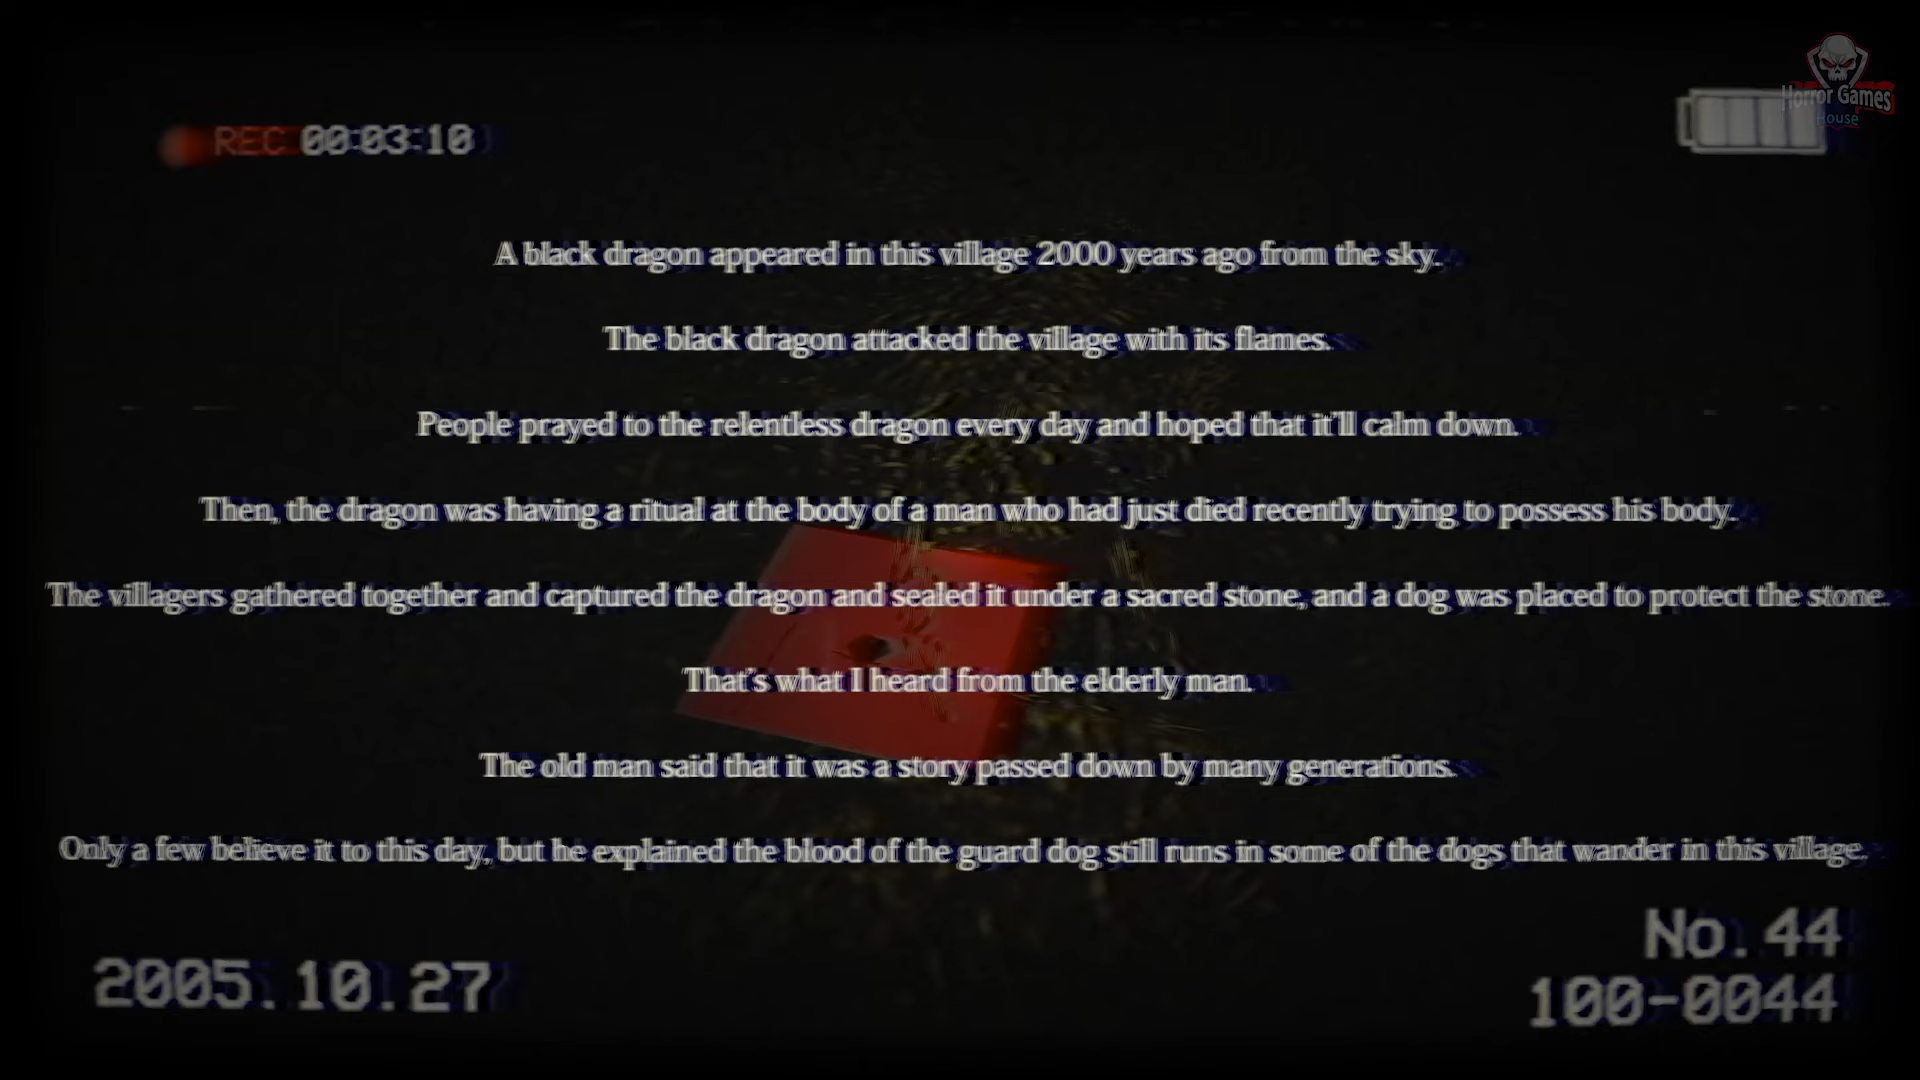 Horror Games
House
REC 00:03:10
A black dragon appeared in this village 2000 years ago from the sky.
The black dragon attacked the village with its flames.
People prayed to the relentless dragon every day and hoped that it'll calm down.
Then, the dragon was having a ritual at the body of a man who had just died recently trying to possess his body.
The villagers gathered together and captured the dragon and sealed it under a sacred stone, and a dog was placed to protect the stone.
That's what I heard from the elderly man.
The old man said that it was a story passed down by many generations.
Only a few believe it to this day, but he explained the blood of the guard dog still runs in some of the dogs that wander in this village.
No.44
2005.10.27
100-0044